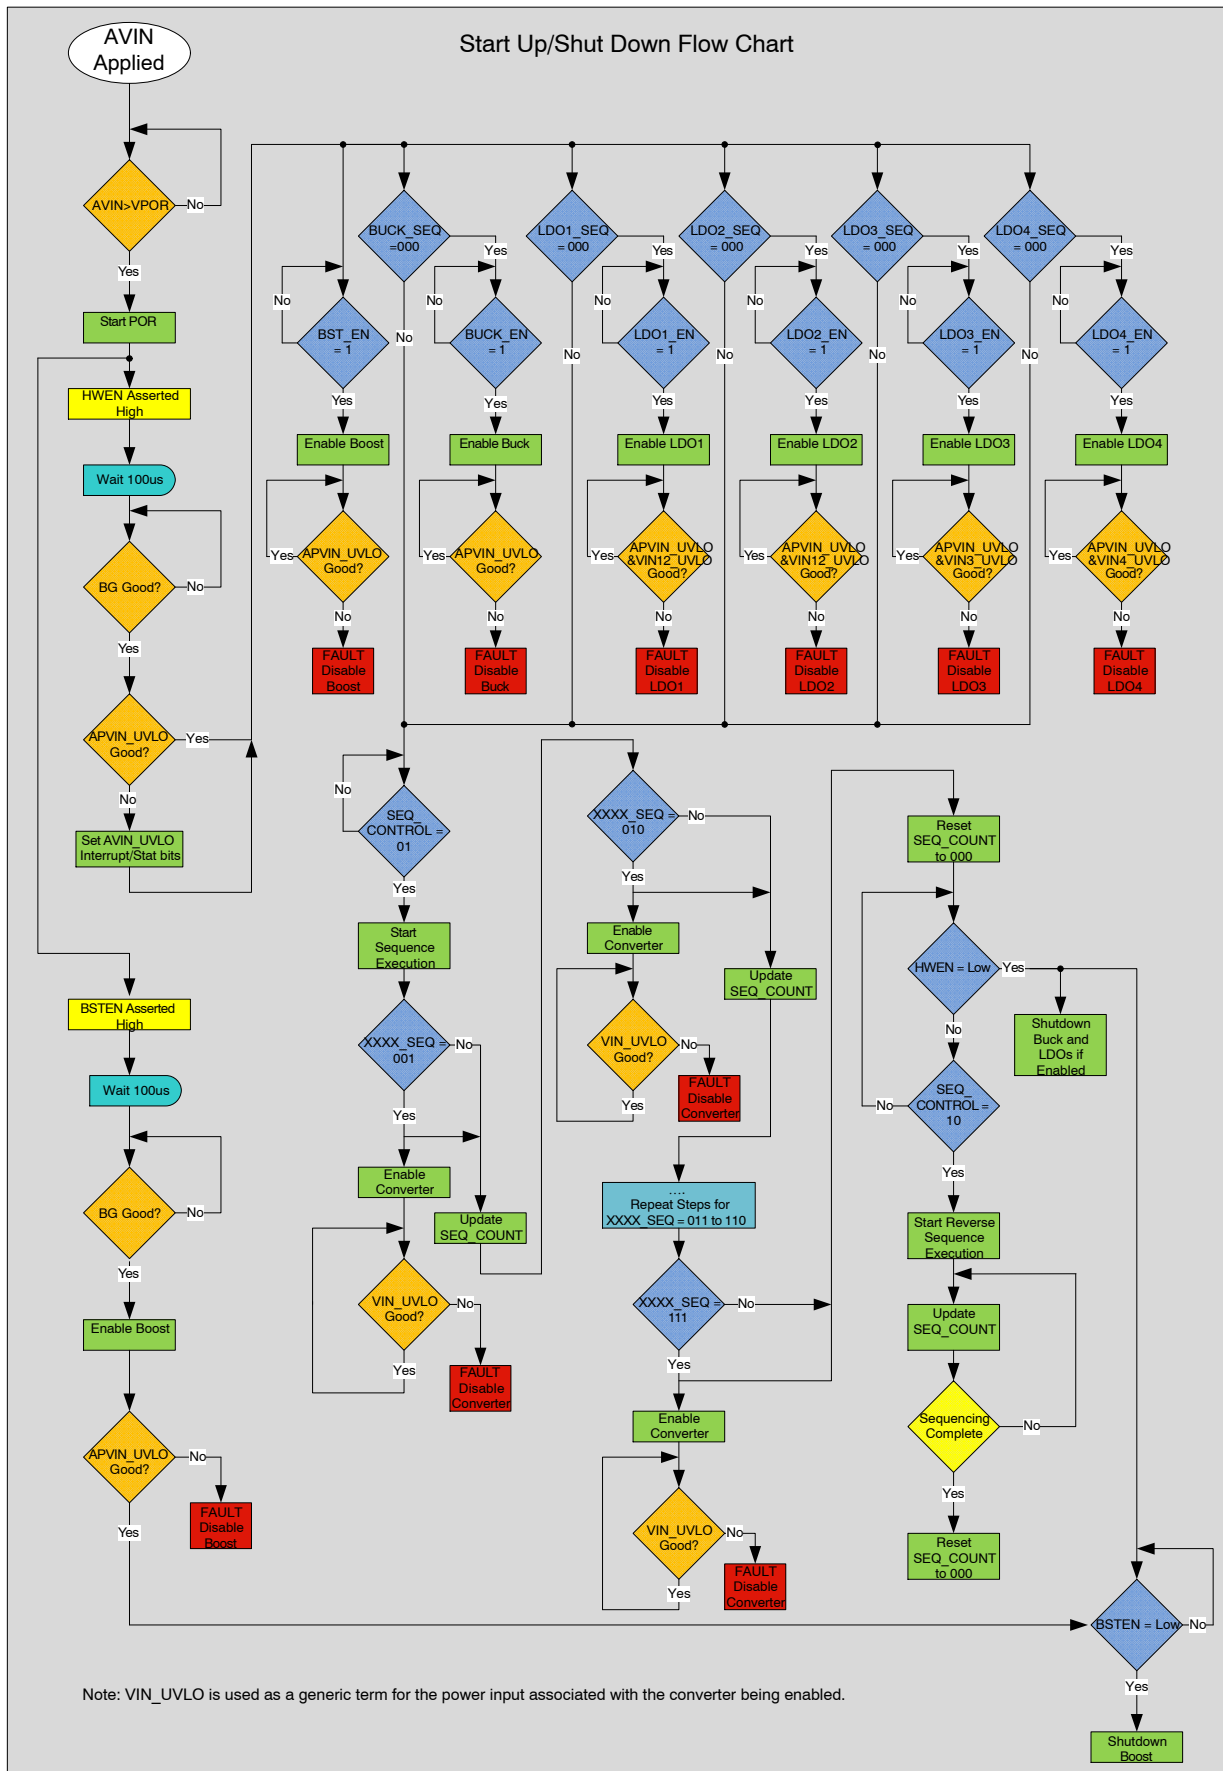 Start Up/Shut Down Flow Chart
AVIN
Applied
AVIN>VPOR
No
Yes
Start POR
HWEN Asserted
High
Wait 100us
BG Good?
No
Yes
APVIN_UVLO
Good?
Yes
No
Set AVIN_UVLO
Interrupt/Stat bits
BSTEN Asserted
High
Wait 100us
BG Good?
No
Yes
Enable Boost
APVIN_UVLO
Good?
No
Yes
FAULT
Disable
Boost
No
BST_EN
= 1
Yes
Enable Boost
APVIN_UVLO
Good?
Yes
No
FAULT
Disable
Boost
BUCK_SEQ
=000
Yes
No
No
BUCK_EN
= 1
Yes
Enable Buck
APVIN_UVLO
Good?
Yes
No
FAULT
Disable
Buck
LDO1_SEQ
= 000
Yes
No
No
LDO1_EN
= 1
Yes
Enable LDO1
APVIN_UVLO
&VIN12_UVLO
Good?
Yes
No
FAULT
Disable
LDO1
LDO2_SEQ
= 000
Yes
No
No
LDO2_EN
= 1
Yes
Enable LDO2
APVIN_UVLO
&VIN12_UVLO
Good?
Yes
No
FAULT
Disable
LDO2
LDO3_SEQ
= 000
Yes
No
No
LDO3_EN
= 1
Yes
Enable LDO3
APVIN_UVLO
&VIN3_UVLO
Good?
Yes
No
FAULT
Disable
LDO3
LDO4_SEQ
= 000
Yes
No
No
LDO4_EN
= 1
Yes
Enable LDO4
APVIN_UVLO
&VIN4_UVLO
Good?
Yes
No
FAULT
Disable
LDO4
No
SEQ_
CONTROL =
01
Yes
Start
Sequence
Execution
XXXX_SEQ =
001
No
Yes
Enable
Converter
Update
SEQ_COUNT
VIN_UVLO
Good?
No
Yes
FAULT
Disable
Converter
XXXX_SEQ =
010
No
Yes
Enable
Converter
Update
SEQ_COUNT
VIN_UVLO
Good?
No
Yes
FAULT
Disable
Converter
....
Repeat Steps for
XXXX_SEQ = 011 to 110
XXXX_SEQ =
111
No
Yes
Enable
Converter
VIN_UVLO
Good?
No
Yes
FAULT
Disable
Converter
Reset
SEQ_COUNT
to 000
HWEN = Low
Yes
No
Shutdown
Buck and
LDOs if
Enabled
SEQ_
CONTROL =
10
No
Yes
Start Reverse
Sequence
Execution
Update
SEQ_COUNT
Sequencing
Complete
No
Yes
Reset
SEQ_COUNT
to 000
BSTEN = Low
No
Yes
Shutdown
Boost
Note: VIN_UVLO is used as a generic term for the power input associated with the converter being enabled.